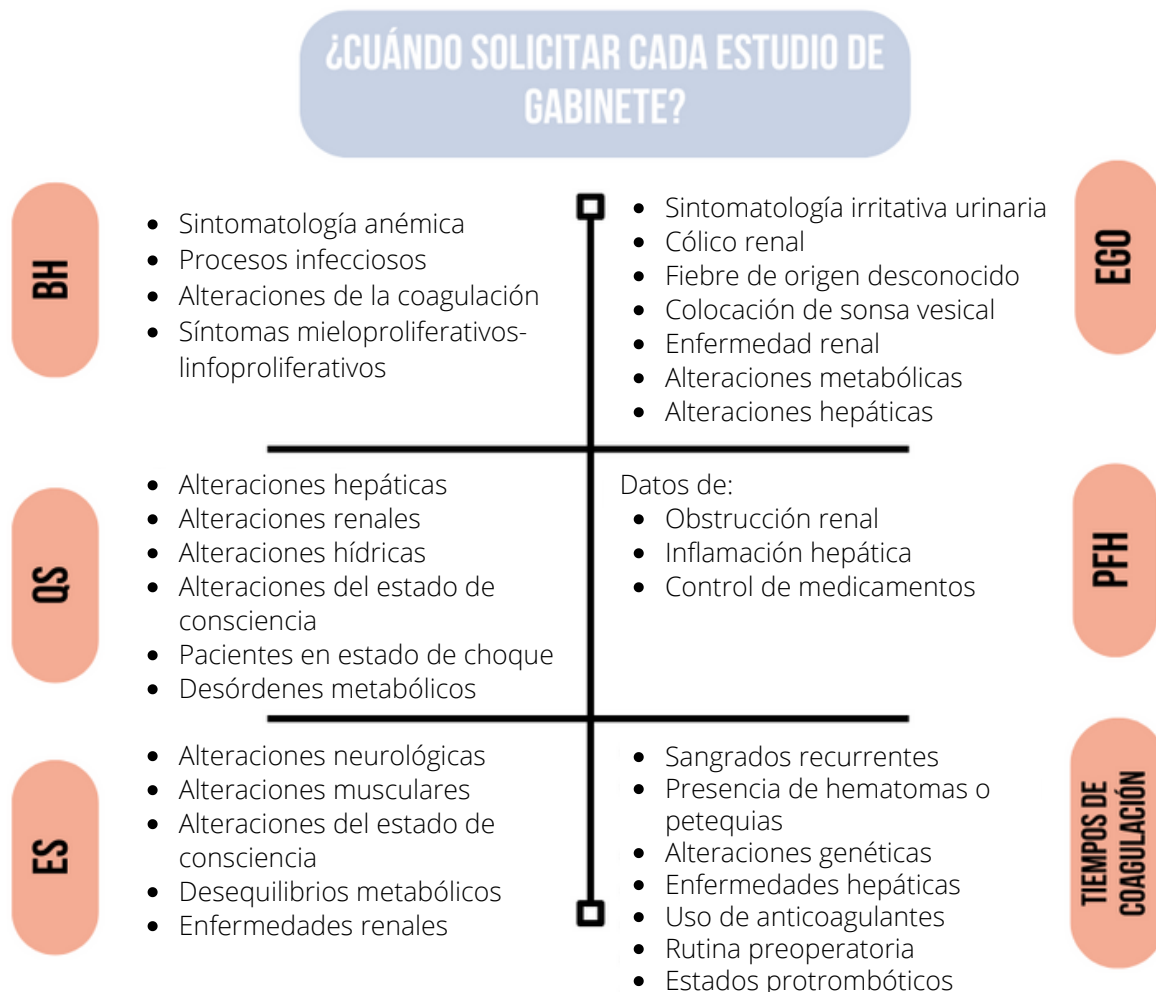 ¿CUÁNDO SOLICITAR CADA ESTUDIO DE
GABINETE?
BH
• Sintomatología anémica
• Procesos infecciosos
• Alteraciones de la coagulación
• Síntomas mieloproliferativos-
linfoproliferativos
EGO
• Sintomatología irritativa urinaria
• Cólico renal
• Fiebre de origen desconocido
• Colocación de sonsa vesical
• Enfermedad renal
• Alteraciones metabólicas
• Alteraciones hepáticas
QS
• Alteraciones hepáticas
• Alteraciones renales
• Alteraciones hídricas
• Alteraciones del estado de
consciencia
• Pacientes en estado de choque
• Desórdenes metabólicos
PFH
Datos de:
• Obstrucción renal
• Inflamación hepática
• Control de medicamentos
ES
• Alteraciones neurológicas
• Alteraciones musculares
• Alteraciones del estado de
consciencia
• Desequilibrios metabólicos
• Enfermedades renales
TIEMPOS DE
COAGULACIÓN
• Sangrados recurrentes
• Presencia de hematomas o
petequias
• Alteraciones genéticas
• Enfermedades hepáticas
• Uso de anticoagulantes
• Rutina preoperatoria
• Estados protrombóticos